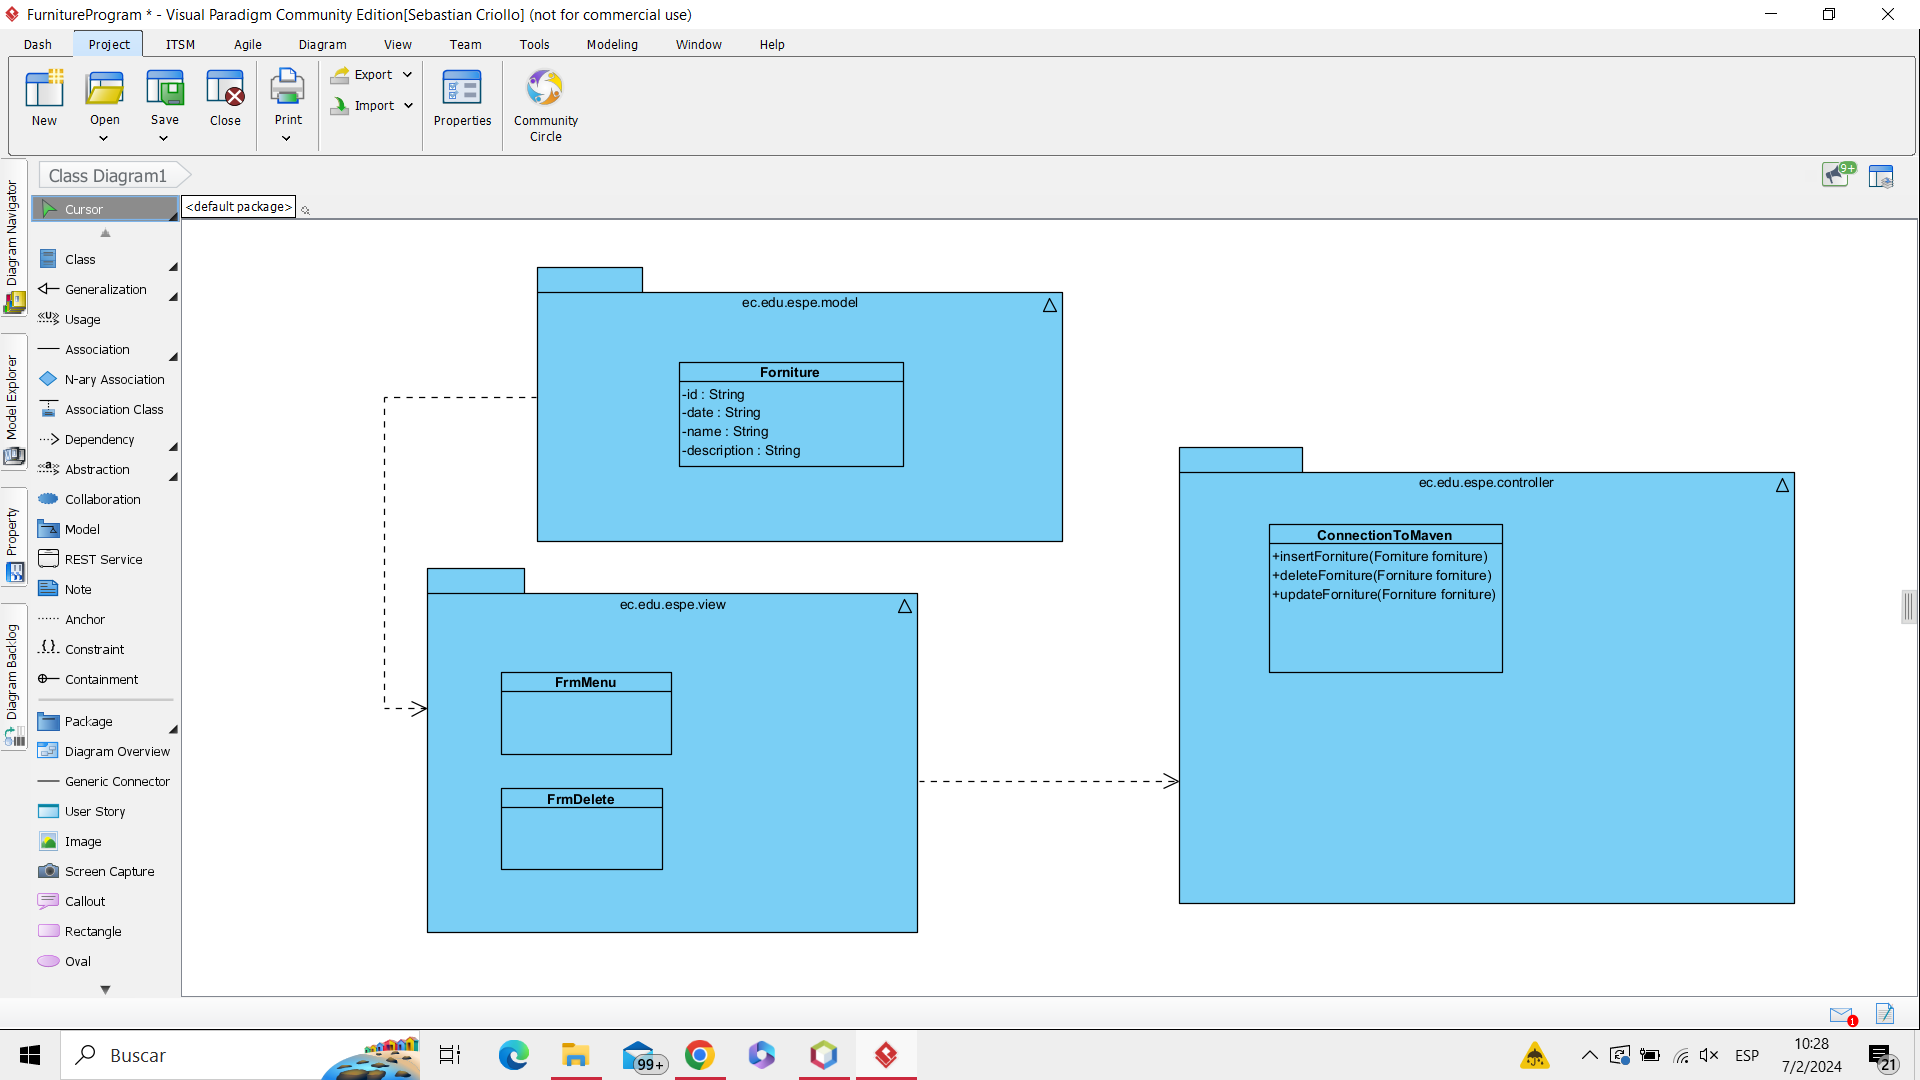 FurnitureProgram * - Visual Paradigm Community Edition[Sebastian Criollo] (not for commercial use)
Dash Project ITSM Agile Diagram View Team Tools Modeling Window Help
New
Open
Save
Close
Print
Export
Import
Properties
Community
Circle
Class Diagram1
9+
<default package>
Diagram Navigator
Model Explorer
Property
Diagram Backlog
Cursor
Class
Generalization
Usage
Association
N-ary Association
Association Class
Dependency
Abstraction
Collaboration
Model
REST Service
Note
Anchor
Constraint
Containment
Package
Diagram Overview
Generic Connector
User Story
Image
Screen Capture
Callout
Rectangle
Oval
ec.edu.espe.model
Forniture
-id : String
-date : String
-name : String
-description : String
ec.edu.espe.view
FrmMenu
FrmDelete
ec.edu.espe.controller
ConnectionToMaven
+insertForniture(Forniture forniture)
+deleteForniture(Forniture forniture)
+updateForniture(Forniture forniture)
1
Buscar
99+
ESP
10:28
7/2/2024
21